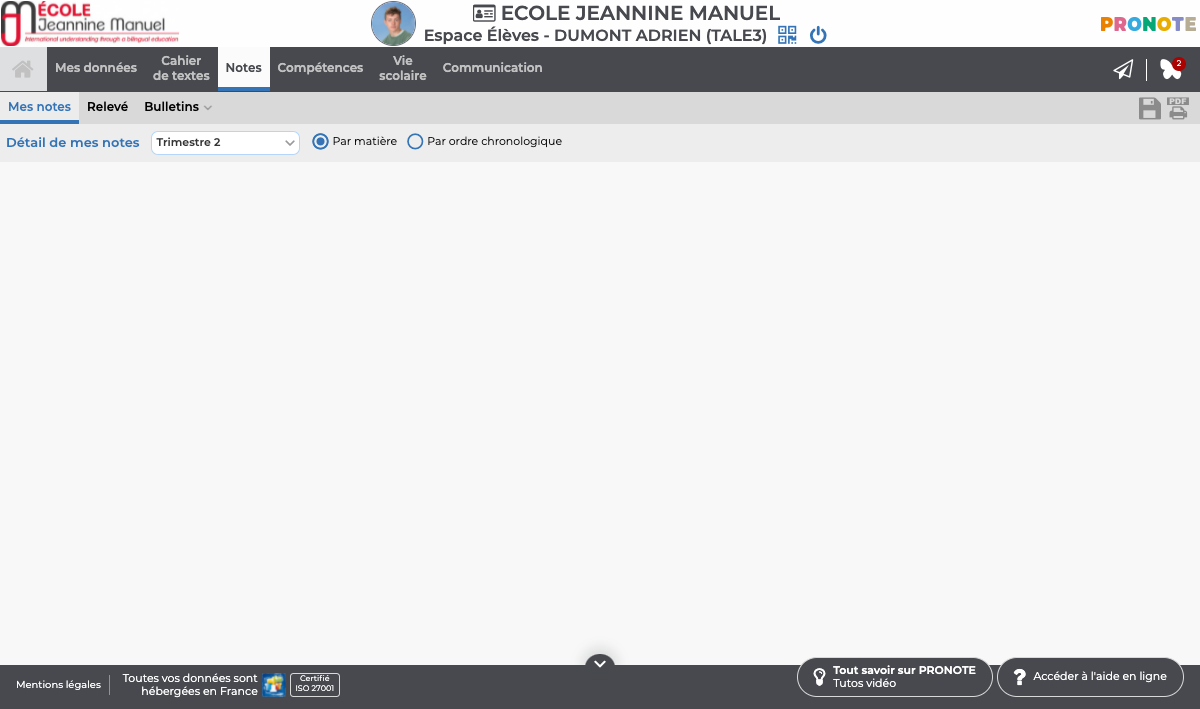 ÉCOLE
Jeannine Manuel
International understanding through a bilingual education
ECOLE JEANNINE MANUEL
Espace Élèves - DUMONT ADRIEN (TALE3)
PRONOTE
Mes données
Cahier
de textes
Notes
Compétences
Vie
scolaire
Communication
2
Mes notes
Relevé
Bulletins
PDF
Détail de mes notes
Trimestre 2
Par matière
Par ordre chronologique
Mentions légales
Toutes vos données sont
hébergées en France
Certifié
ISO 27001
Tout savoir sur PRONOTE
Tutos vidéo
? Accéder à l'aide en ligne